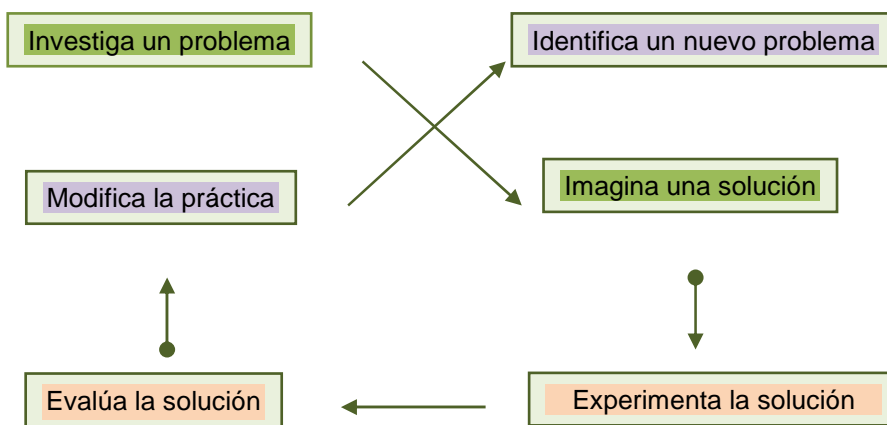 Investiga un problema
Identifica un nuevo problema
Modifica la práctica
Imagina una solución
Evalúa la solución
Experimenta la solución